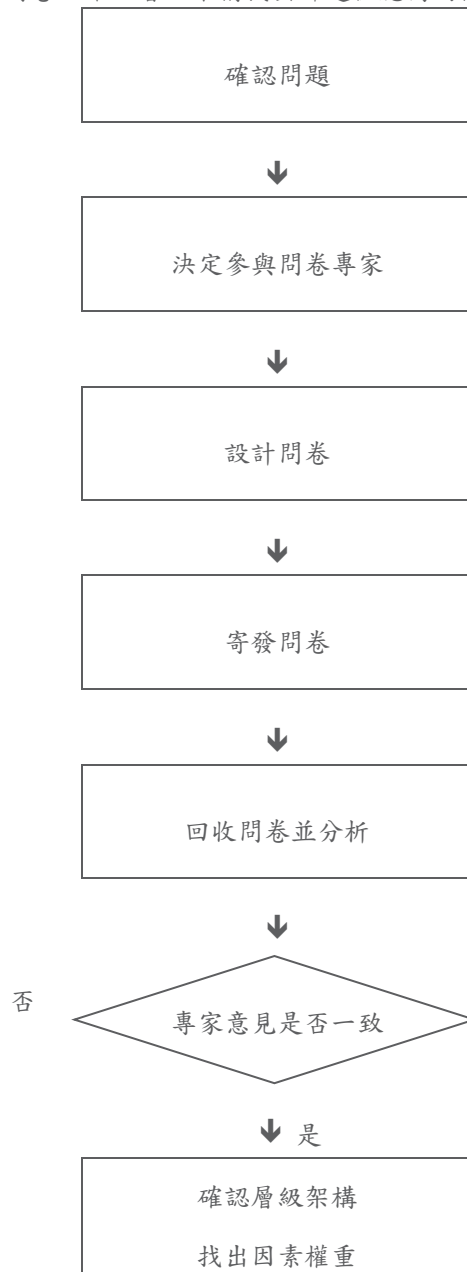 確認問題
決定參與問卷專家
設計問卷
寄發問卷
回收問卷並分析
否
專家意見是否一致
是
確認層級架構
找出因素權重